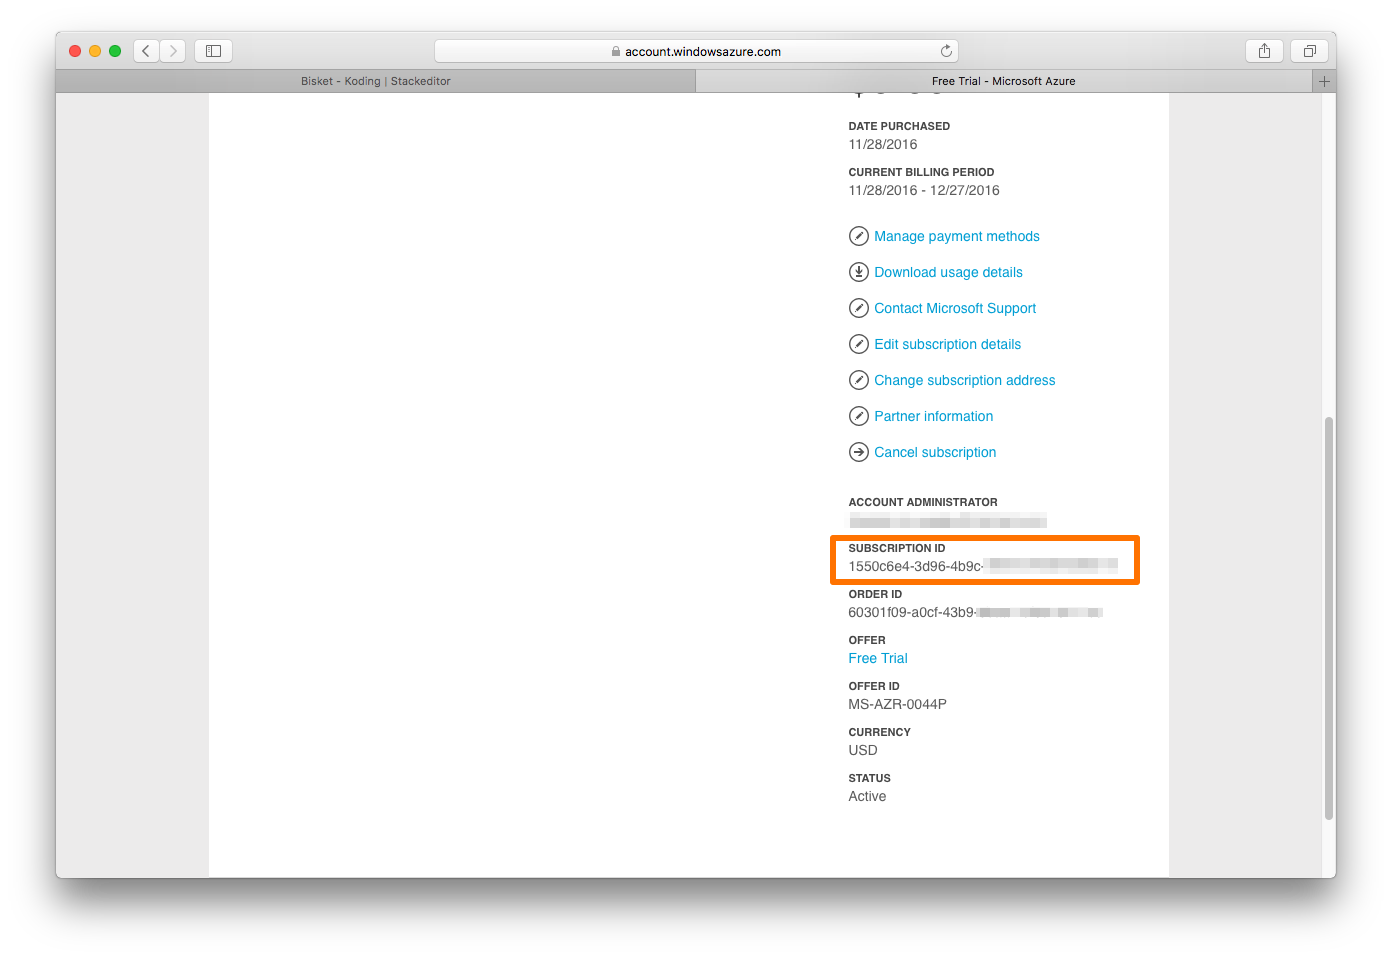 account.windowsazure.com
Bisket - Koding | Stackeditor
Free Trial - Microsoft Azure
DATE PURCHASED
11/28/2016
CURRENT BILLING PERIOD
11/28/2016 - 12/27/2016
Manage payment methods
Download usage details
Contact Microsoft Support
Edit subscription details
Change subscription address
Partner information
Cancel subscription
ACCOUNT ADMINISTRATOR
SUBSCRIPTION ID
1550c6e4-3d96-4b9c-
ORDER ID
60301f09-a0cf-43b9-
OFFER
Free Trial
OFFER ID
MS-AZR-0044P
CURRENCY
USD
STATUS
Active